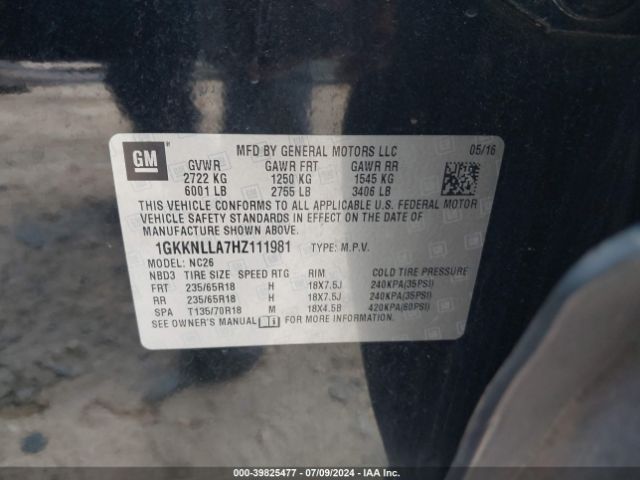 GM
MFD BY GENERAL MOTORS LLC 05/16
GVWR GAWR FRT GAWR RR
2722 KG 1250 KG 1545 KG
6001 LB 2755 LB 3406 LB
THIS VEHICLE CONFORMS TO ALL APPLICABLE U.S. FEDERAL MOTOR
VEHICLE SAFETY STANDARDS IN EFFECT ON THE DATE OF
MANUFACTURE SHOWN ABOVE.
1GKKNLLA7HZ111981 TYPE: M.P.V.
MODEL: NC26
NBD3 TIRE SIZE SPEED RTG RIM COLD TIRE PRESSURE
FRT 235/65R18 H 18X7.5J 240KPA(35PSI)
RR 235/65R18 H 18X7.5J 240KPA(35PSI)
SPA T135/70R18 M 18X4.5B 420KPA(60PSI)
SEE OWNER'S MANUAL FOR MORE INFORMATION.
000-39825477 - 07/09/2024 - IAA Inc.